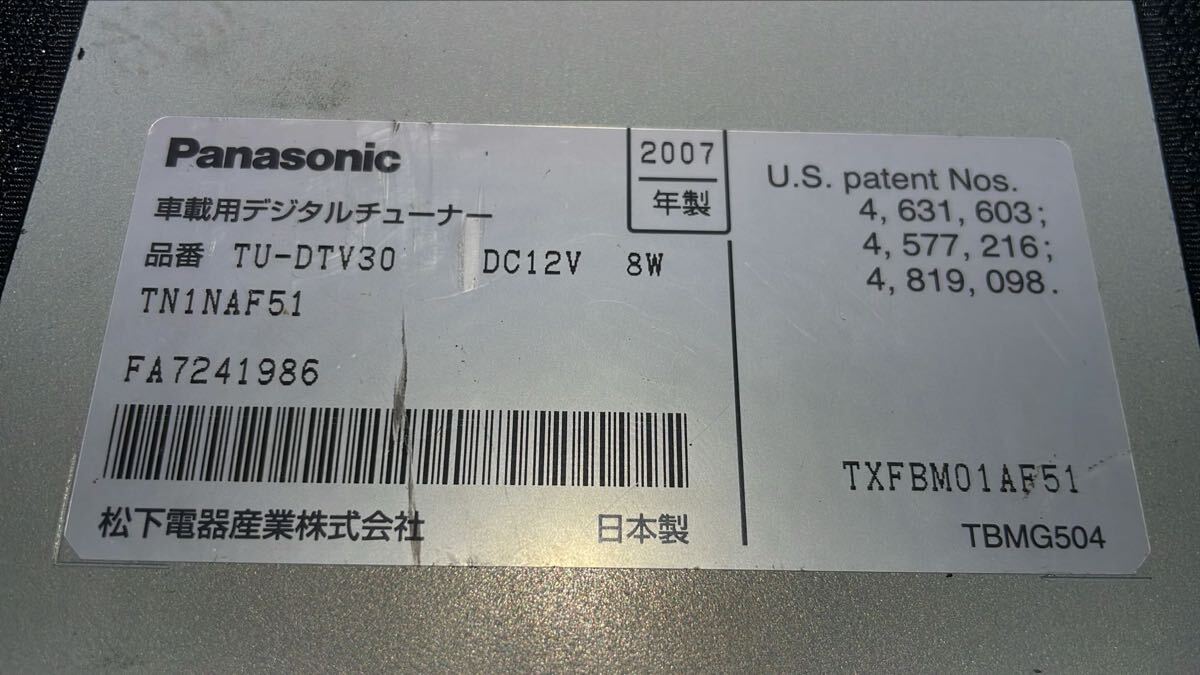 Panasonic
2007
年製
車載用デジタルチューナー
品番 TU-DTV30 DC12V 8W
TN1NAF51
FA7241986
松下電器産業株式会社 日本製
U.S. patent Nos.
4, 631, 603;
4, 577, 216;
4, 819, 098.
TXFBM01AF51
TBMG504